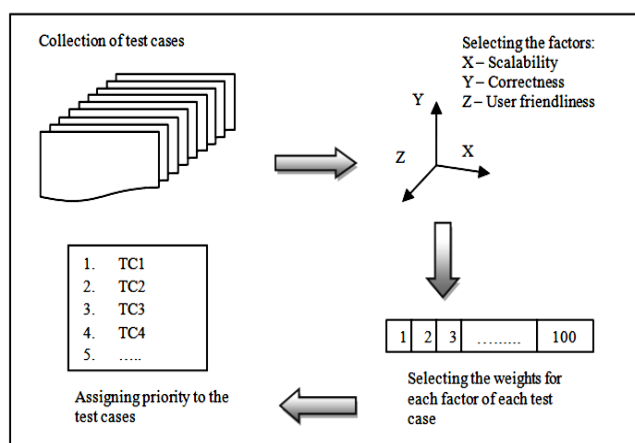 Collection of test cases
Selecting the factors:
X – Scalability
Y – Correctness
Z – User friendliness
Y
Z
X
1. TC1
2. TC2
3. TC3
4. TC4
5. …..
1 2 3 ………. 100
Selecting the weights for
each factor of each test
case
Assigning priority to the
test cases